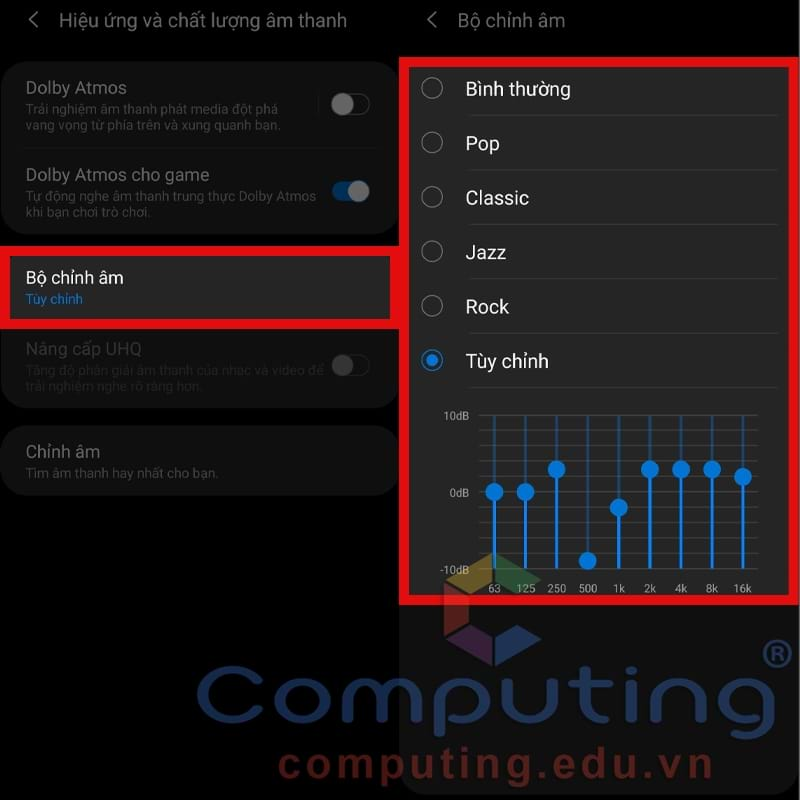 Hiệu ứng và chất lượng âm thanh
Dolby Atmos
Trải nghiệm âm thanh phát media đột phá
vang vọng từ phía trên và xung quanh bạn.
Dolby Atmos cho game
Tự động nghe âm thanh trung thực Dolby Atmos
khi bạn chơi trò chơi.
Bộ chỉnh âm
Tùy chỉnh
Nâng cấp UHQ
Tăng độ phân giải âm thanh của nhạc và video để
trải nghiệm nghe rõ ràng hơn.
Chỉnh âm
Tìm âm thanh hay nhất cho bạn.
Bộ chỉnh âm
Bình thường
Pop
Classic
Jazz
Rock
Tùy chỉnh
10dB
0dB
-10dB
63 125 250 500 1k 2k 4k 8k 16k
Computing®
computing.edu.vn